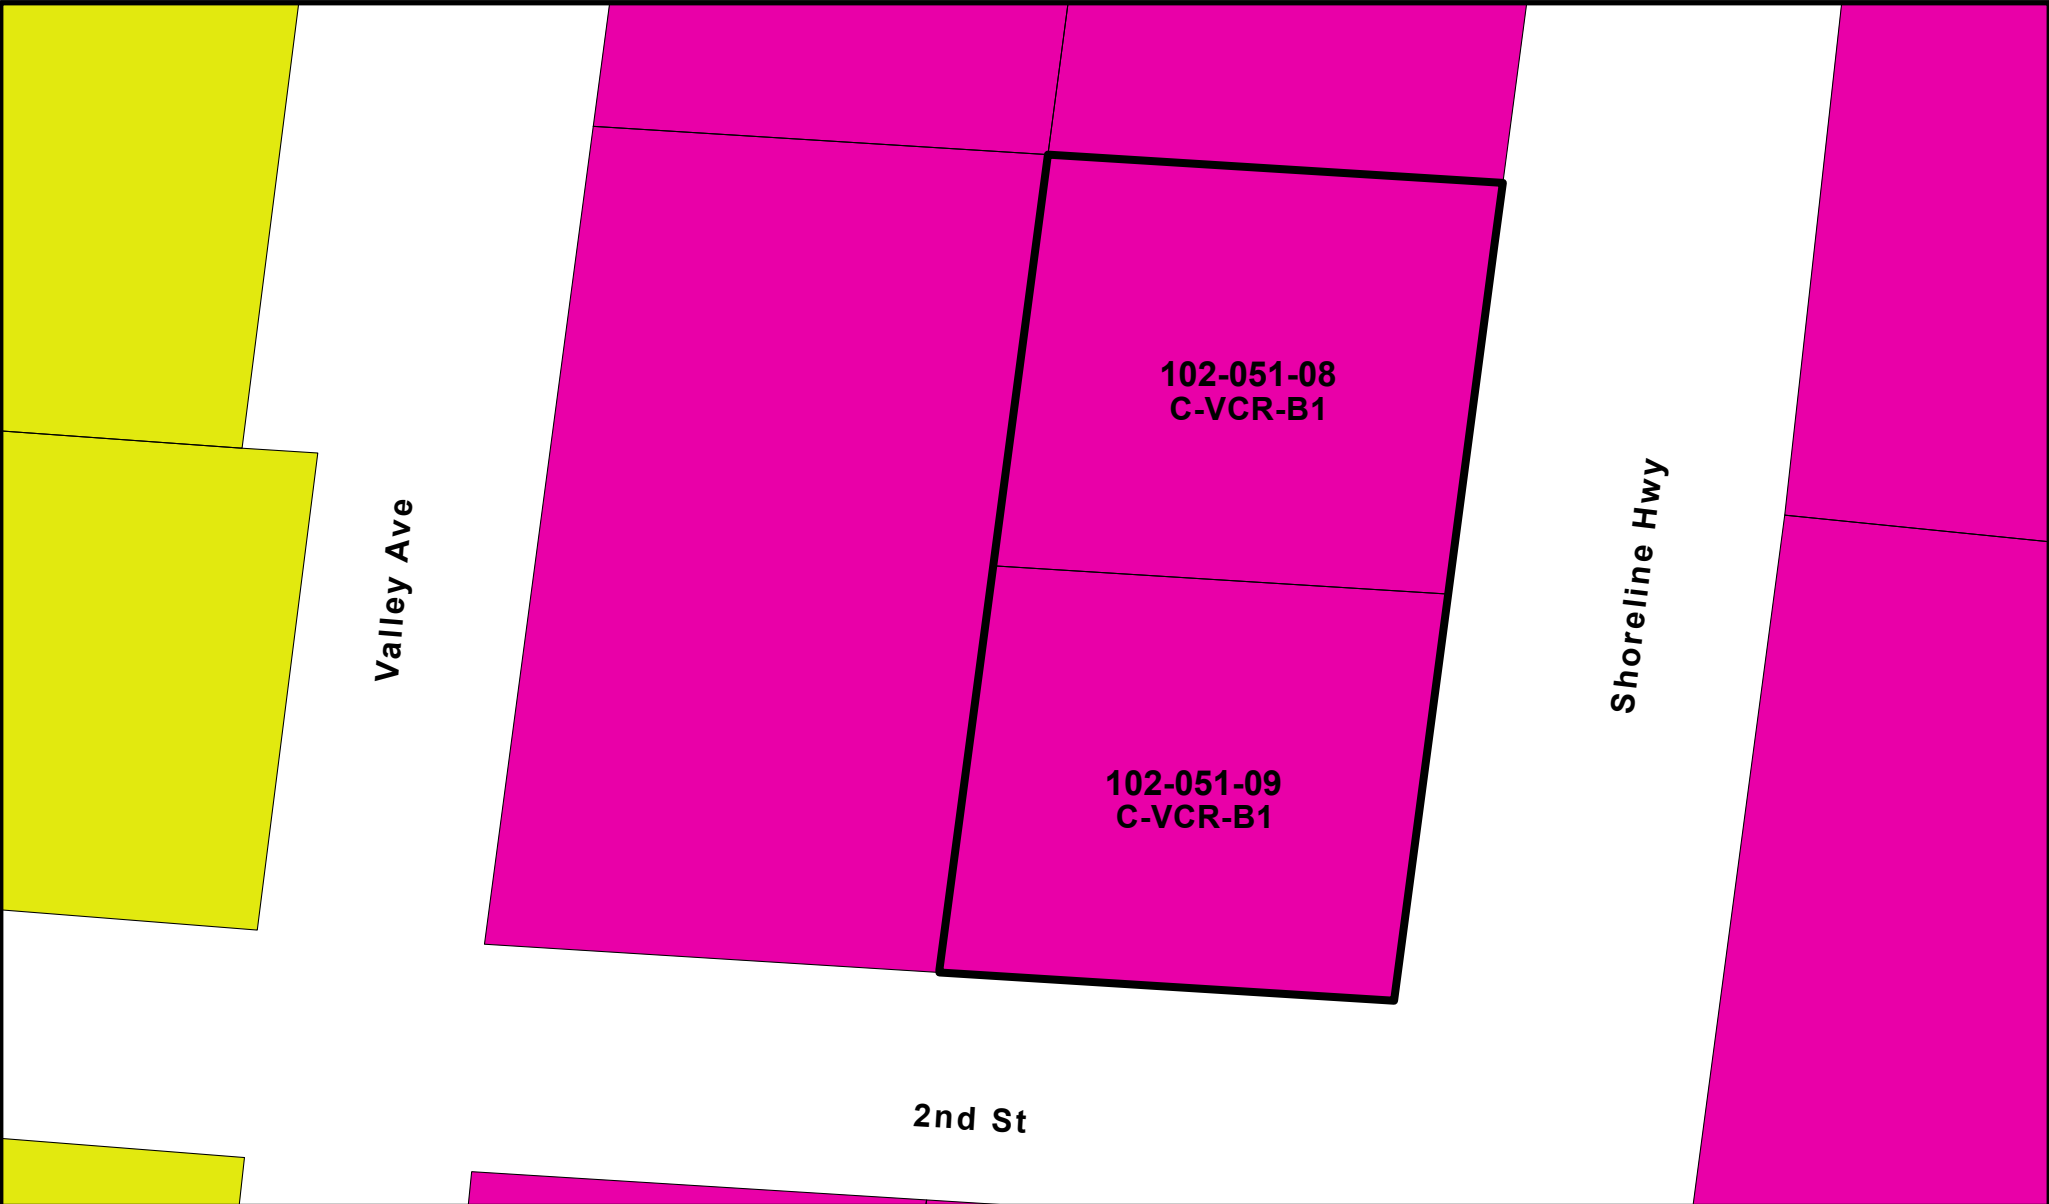 102-051-08
C-VCR-B1
Valley Ave
Shoreline Hwy
102-051-09
C-VCR-B1
2nd St